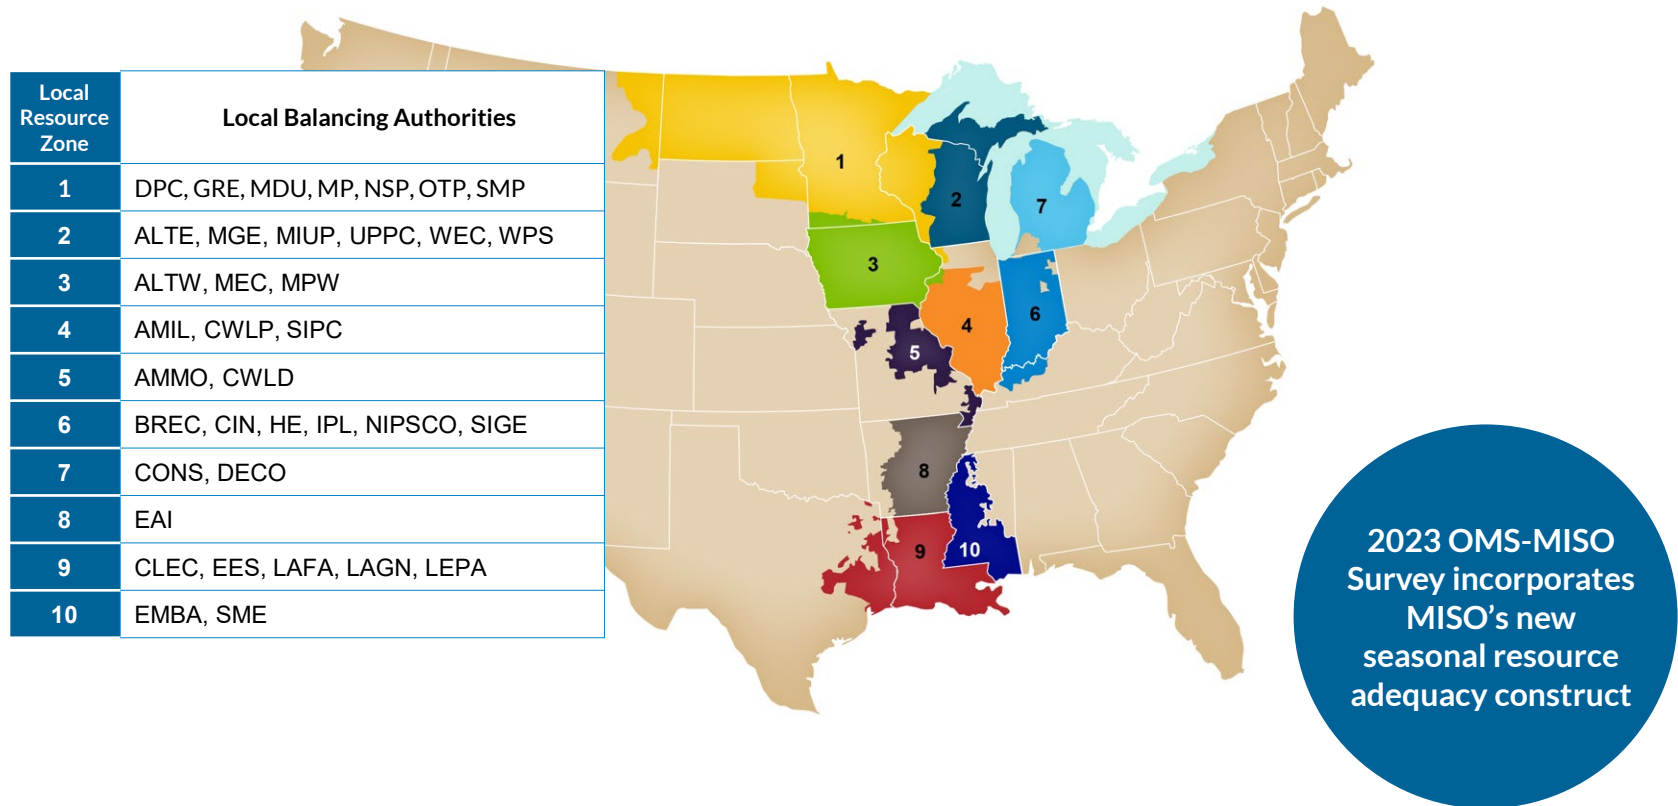 Local
Resource
Zone
Local Balancing Authorities
1
DPC, GRE, MDU, MP, NSP, OTP, SMP
2
ALTE, MGE, MIUP, UPPC, WEC, WPS
3
ALTW, MEC, MPW
4
AMIL, CWLP, SIPC
5
AMMO, CWLD
6
BREC, CIN, HE, IPL, NIPSCO, SIGE
7
CONS, DECO
8
EAI
9
CLEC, EES, LAFA, LAGN, LEPA
10
EMBA, SME
1
2
7
3
6
4
5
8
9
10
2023 OMS-MISO
Survey incorporates
MISO’s new
seasonal resource
adequacy construct